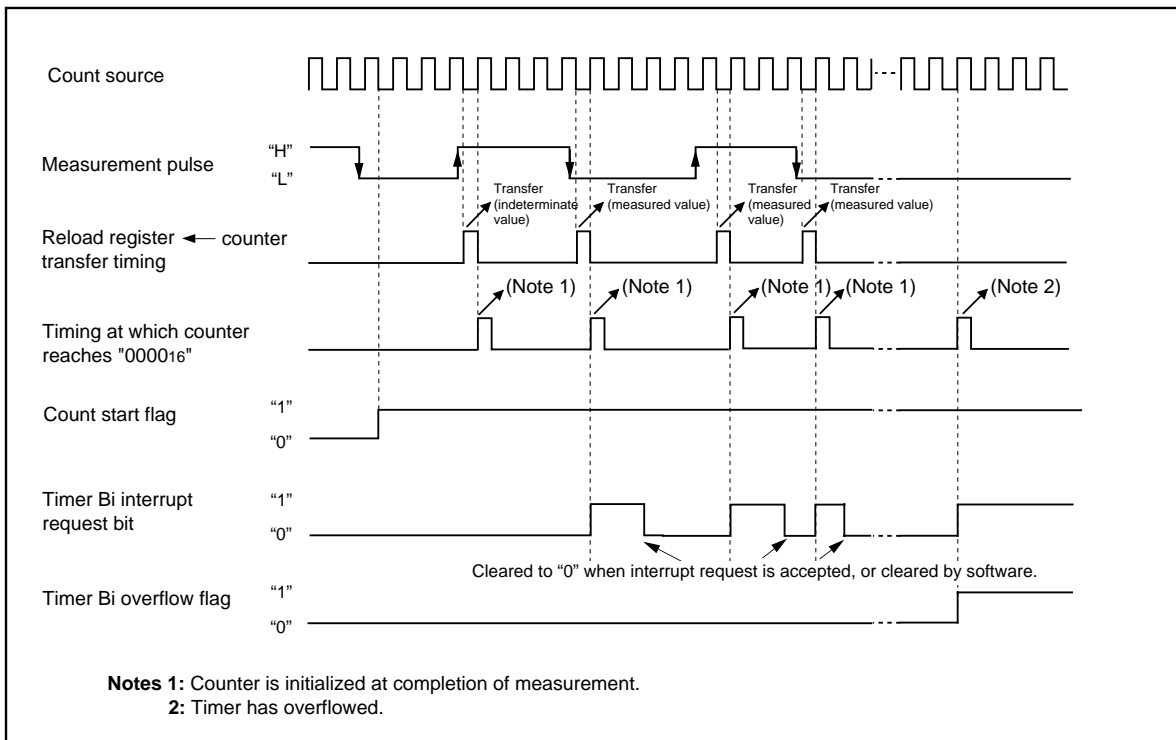 Count source
Measurement pulse
“H”
“L”
Transfer
(indeterminate
value)
Transfer
(measured value)
Transfer
(measured
value)
Transfer
(measured value)
Reload register ← counter
transfer timing
(Note 1)
(Note 1)
(Note 1)
(Note 1)
(Note 2)
Timing at which counter
reaches "000016"
Count start flag
“1”
“0”
Timer Bi interrupt
request bit
“1”
“0”
Cleared to “0” when interrupt request is accepted, or cleared by software.
Timer Bi overflow flag
“1”
“0”
Notes 1: Counter is initialized at completion of measurement.
2: Timer has overflowed.